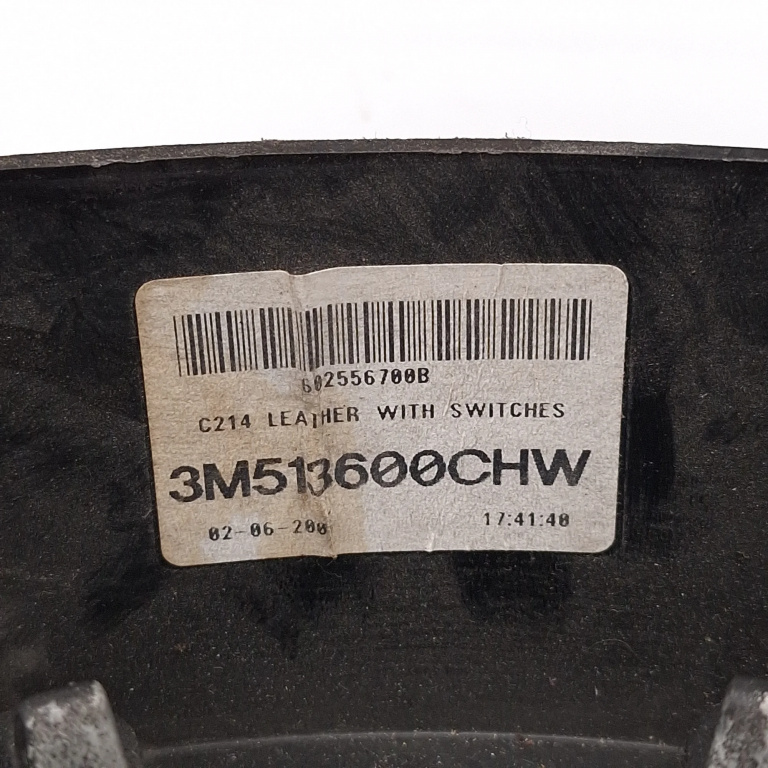 602556700B
C214 LEATHER WITH SWITCHES
3M513600CHW
02-06-200 17:41:40